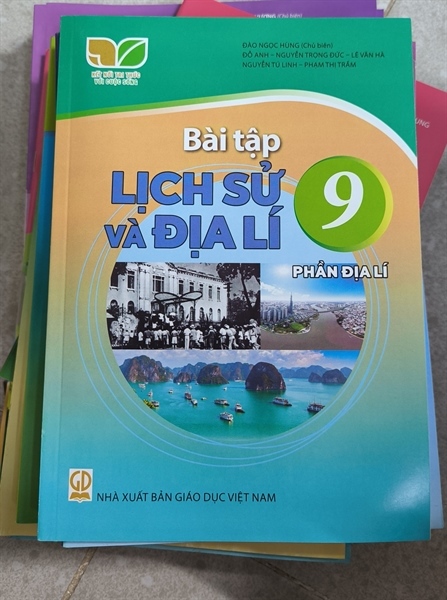 ĐÀO NGỌC HÙNG (Chủ biên)
ĐỖ ANH – NGUYỄN TRỌNG ĐỨC – LÊ VĂN HÀ
NGUYỄN TÚ LINH – PHẠM THỊ TRẦM
KẾT NỐI TRI THỨC
VỚI CUỘC SỐNG
Bài tập
LỊCH SỬ
VÀ ĐỊA LÍ
9
PHẦN ĐỊA LÍ
GD
NHÀ XUẤT BẢN GIÁO DỤC VIỆT NAM